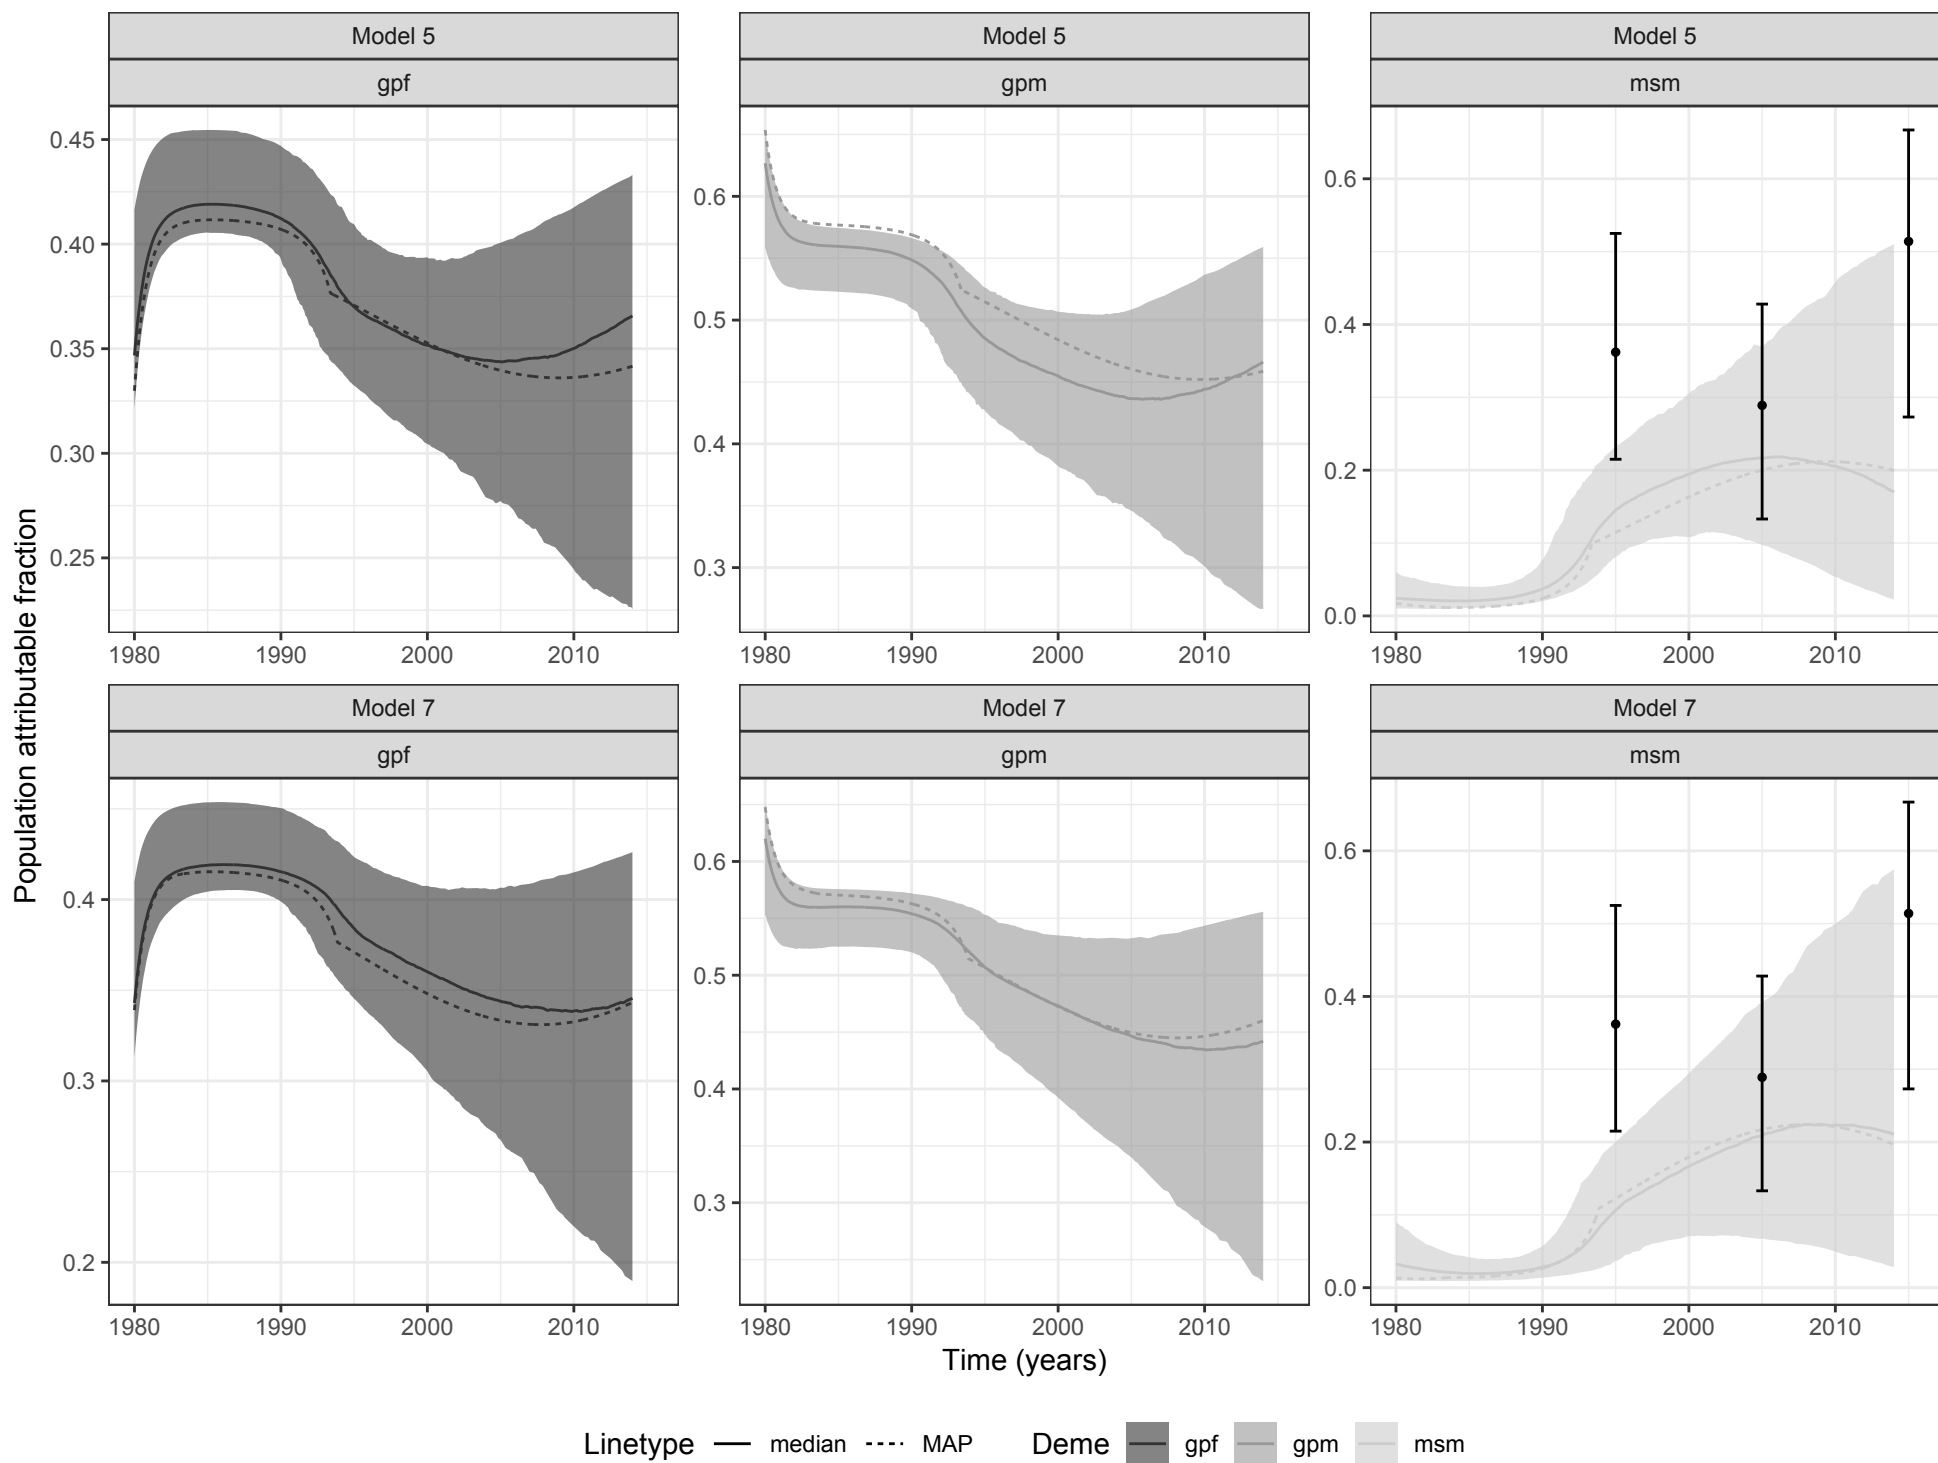 Model 5 Model 5 Model 5
gpf gpm msm
0.45
0.40
0.35
0.30
0.25
0.6
0.5
0.4
0.3
0.6
0.4
0.2
0.0
1980 1990 2000 2010 1980 1990 2000 2010 1980 1990 2000 2010
Population attributable fraction
Model 7 Model 7 Model 7
gpf gpm msm
0.4
0.3
0.2
0.6
0.5
0.4
0.3
0.6
0.4
0.2
0.0
1980 1990 2000 2010 1980 1990 2000 2010 1980 1990 2000 2010
Time (years)
Linetype median MAP Deme gpf gpm msm